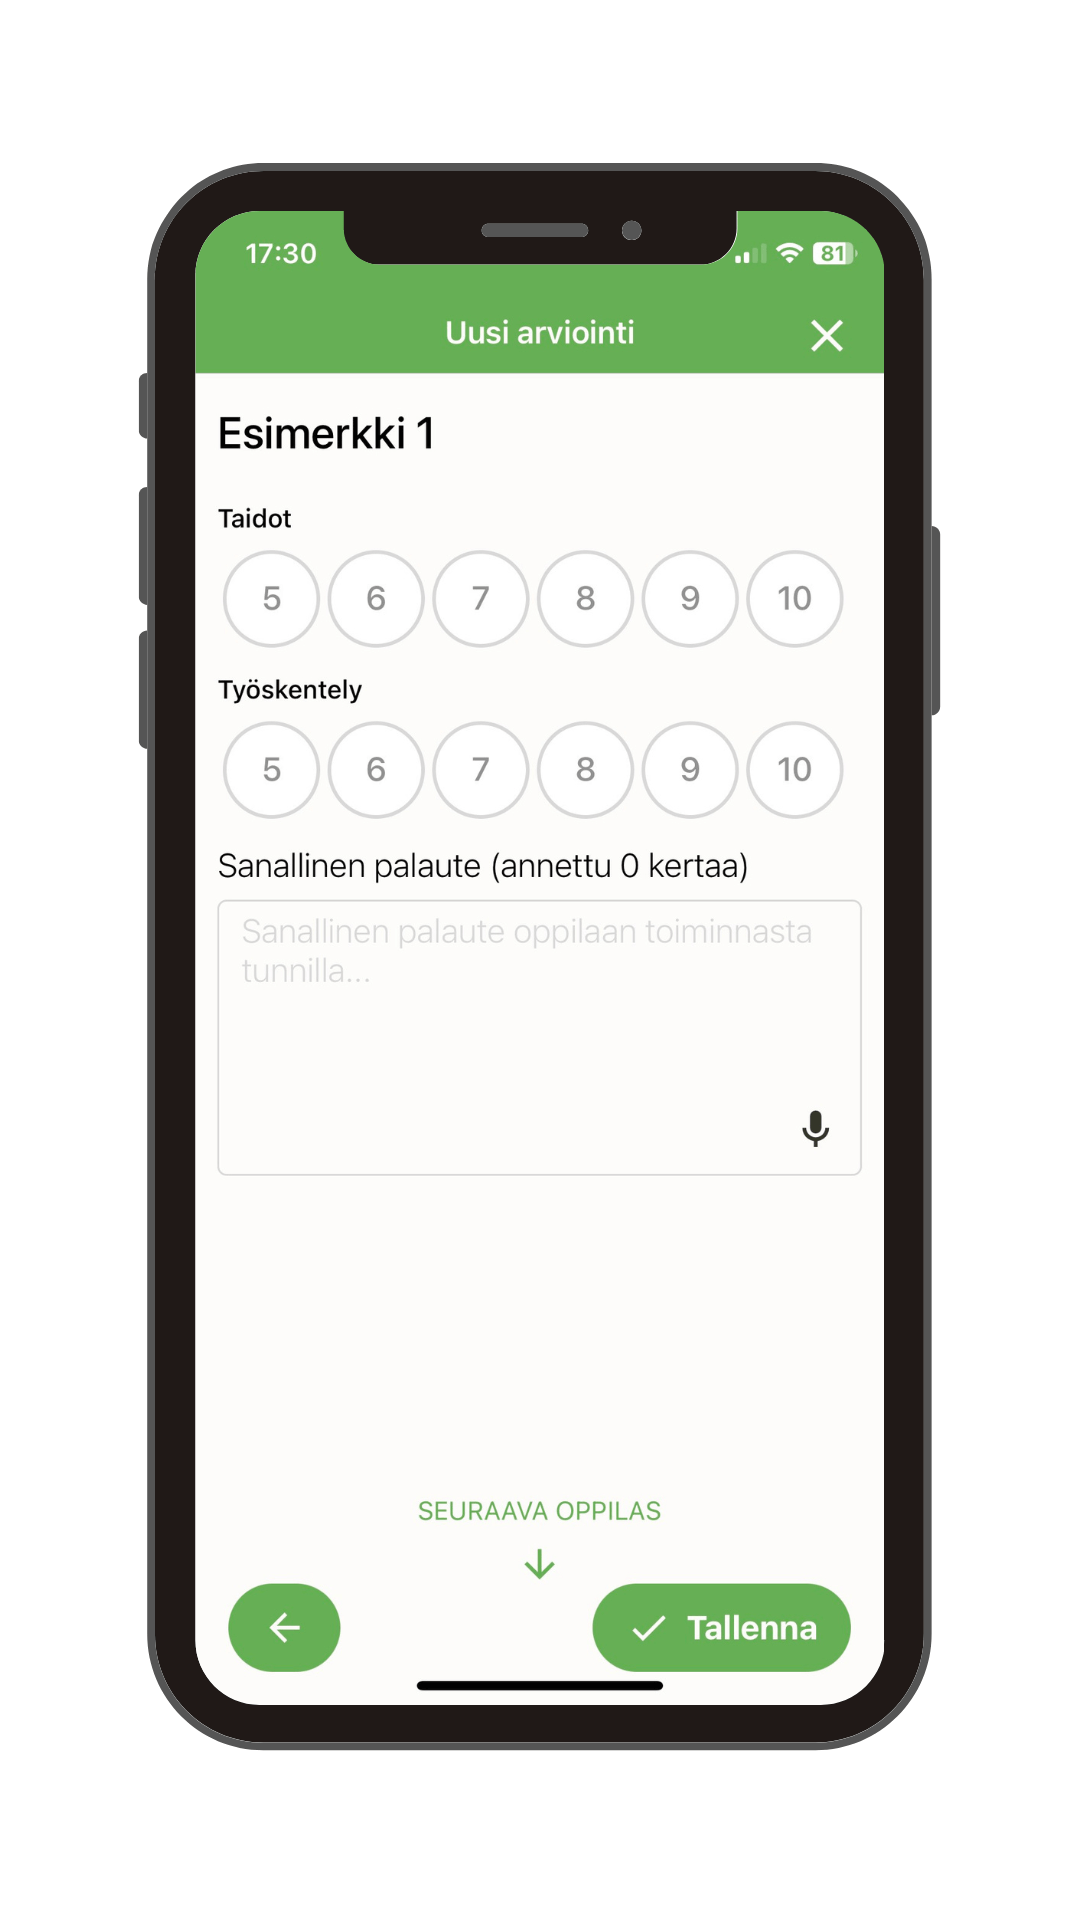 17:30
81
Uusi arviointi
Esimerkki 1
Taidot
5 6 7 8 9 10
Työskentely
5 6 7 8 9 10
Sanallinen palaute (annettu 0 kertaa)
Sanallinen palaute oppilaan toiminnasta
tunnilla...
SEURAAVA OPPILAS
Tallenna